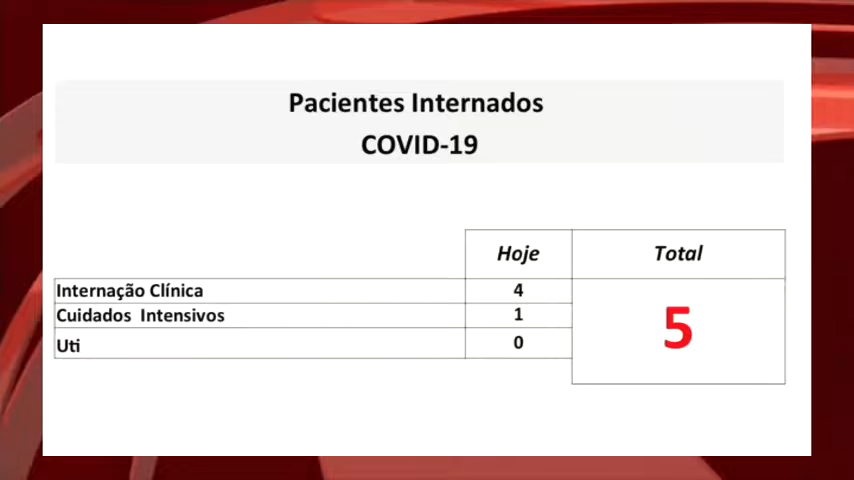 Pacientes Internados
COVID-19
Hoje Total
Internação Clínica 4
Cuidados Intensivos 1
5
Uti 0